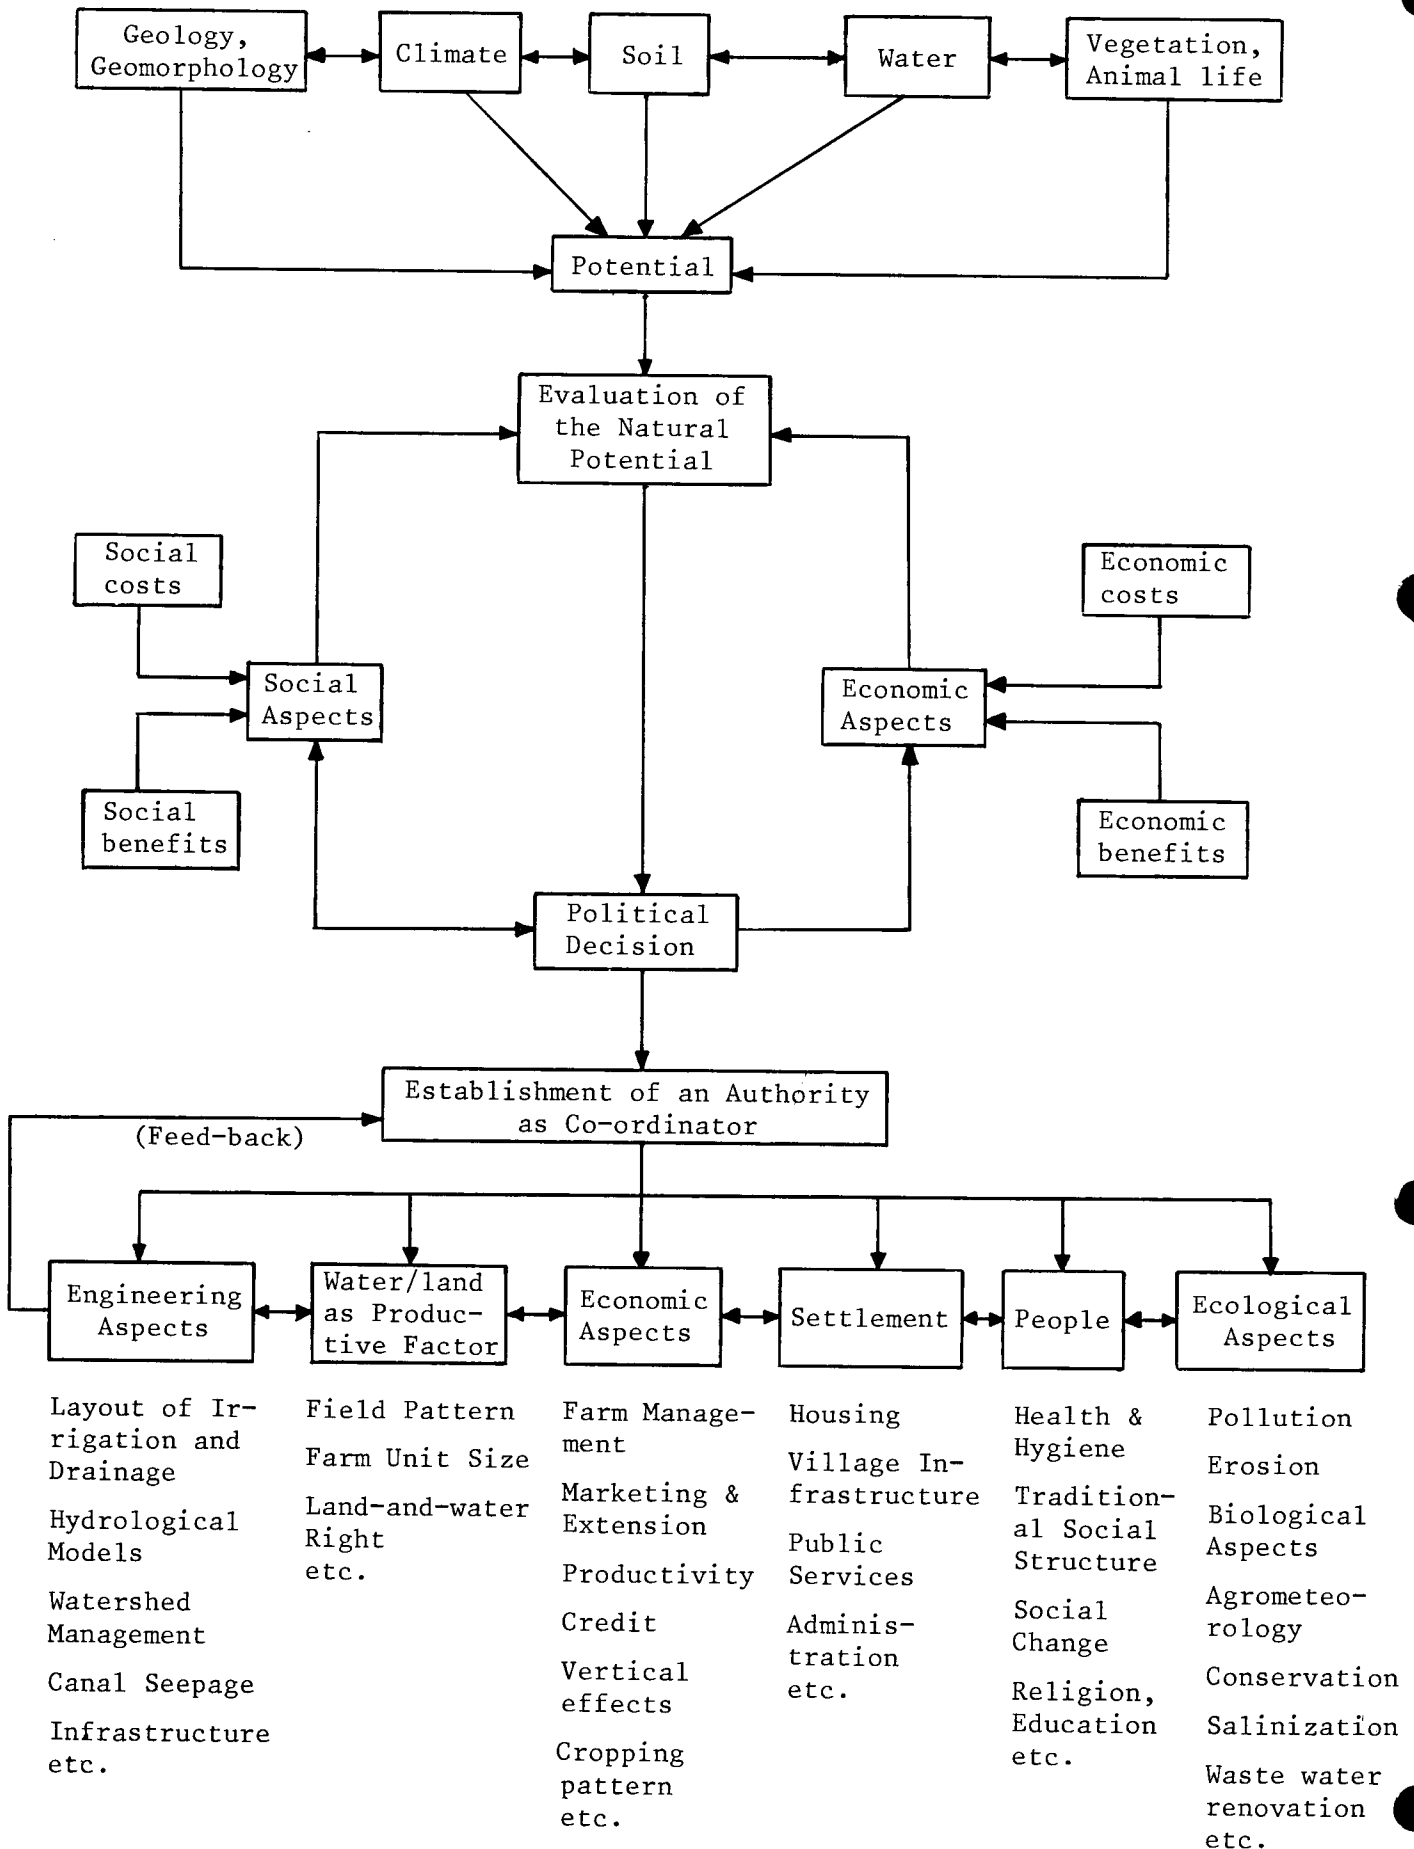 Geology,
Geomorphology
Climate
Soil
Water
Vegetation,
Animal life
Potential
Evaluation of
the Natural
Potential
Social
costs
Economic
costs
Social
Aspects
Economic
Aspects
Social
benefits
Economic
benefits
Political
Decision
Establishment of an Authority
as Co-ordinator
(Feed-back)
Engineering
Aspects
Water/land
as Produc-
tive Factor
Economic
Aspects
Settlement
People
Ecological
Aspects
Layout of Ir-
rigation and
Drainage
Hydrological
Models
Watershed
Management
Canal Seepage
Infrastructure
etc.
Field Pattern
Farm Unit Size
Land-and-water
Right
etc.
Farm Manage-
ment
Marketing &
Extension
Productivity
Credit
Vertical
effects
Cropping
pattern
etc.
Housing
Village In-
frastructure
Public
Services
Adminis-
tration
etc.
Health &
Hygiene
Tradition-
al Social
Structure
Social
Change
Religion,
Education
etc.
Pollution
Erosion
Biological
Aspects
Agrometeo-
rology
Conservation
Salinization
Waste water
renovation
etc.